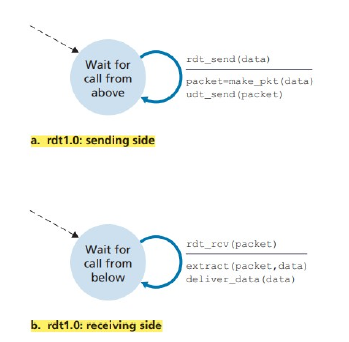 Wait for
call from
above
rdt_send(data)
packet=make_pkt(data)
udt_send(packet)
a. rdt1.0: sending side
Wait for
call from
below
rdt_rcv(packet)
extract(packet,data)
deliver_data(data)
b. rdt1.0: receiving side